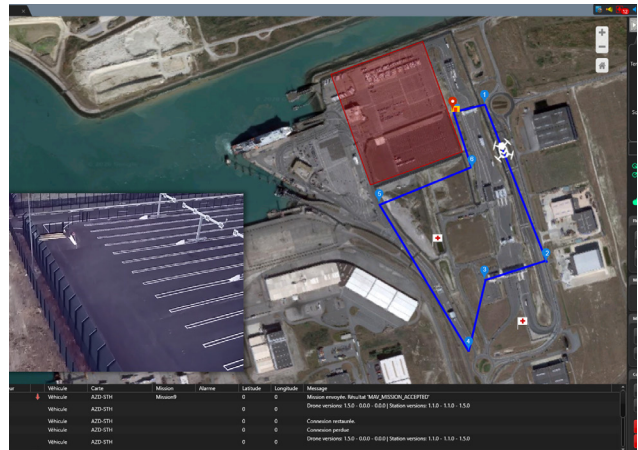 12
1
6
5
2
3
4
Véhicule Carte Mission Alarme Latitude Longitude Message
Véhicule AZD-STH Mission0 0 0 Mission envoyée. Résultat 'MAV_MISSION_ACCEPTED'
Véhicule AZD-STH 0 0 Drone versions: 1.5.0 - 0.0.0 - 0.0.0 | Station versions: 1.1.0 - 1.1.0 - 1.5.0
Véhicule AZD-STH 0 0 Connexion restaurée.
Véhicule AZD-STH 0 0 Connexion perdue
Véhicule AZD-STH 0 0 Drone versions: 1.5.0 - 0.0.0 - 0.0.0 | Station versions: 1.1.0 - 1.1.0 - 1.5.0